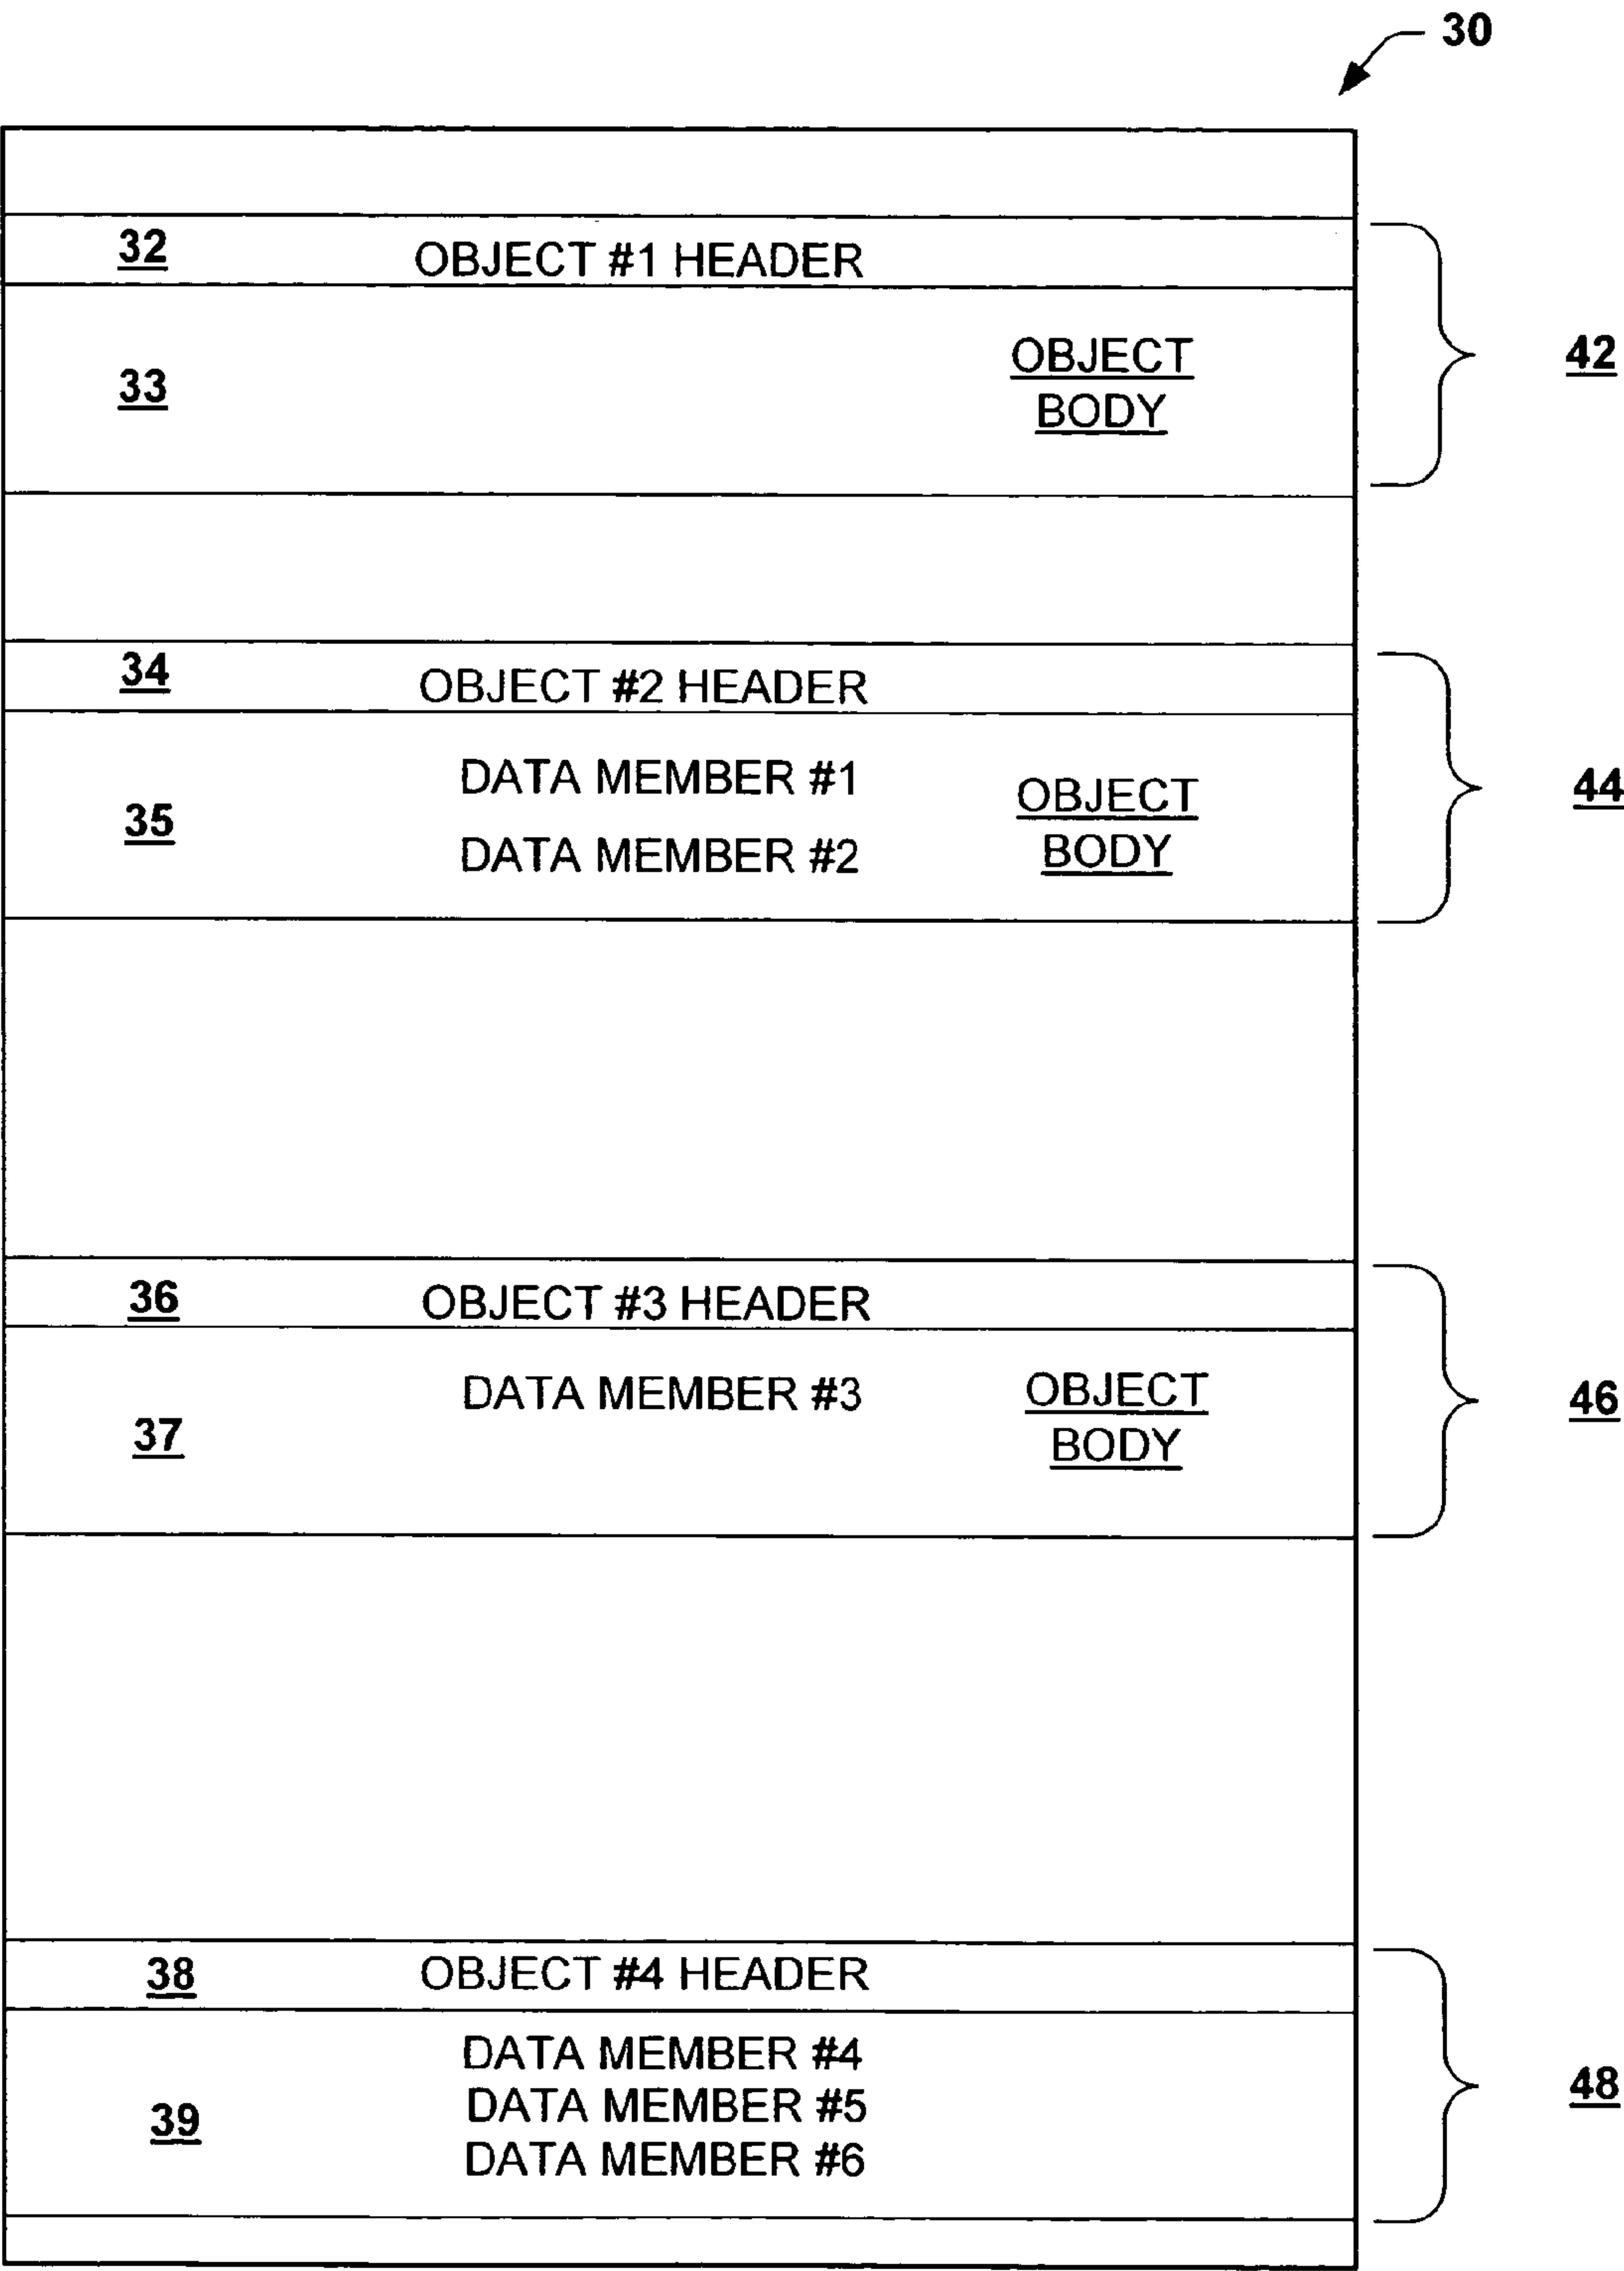 30
32 OBJECT #1 HEADER
33
OBJECT
BODY
42
34 OBJECT #2 HEADER
35
DATA MEMBER #1
DATA MEMBER #2
OBJECT
BODY
44
36 OBJECT #3 HEADER
37
DATA MEMBER #3
OBJECT
BODY
46
38 OBJECT #4 HEADER
39
DATA MEMBER #4
DATA MEMBER #5
DATA MEMBER #6
48